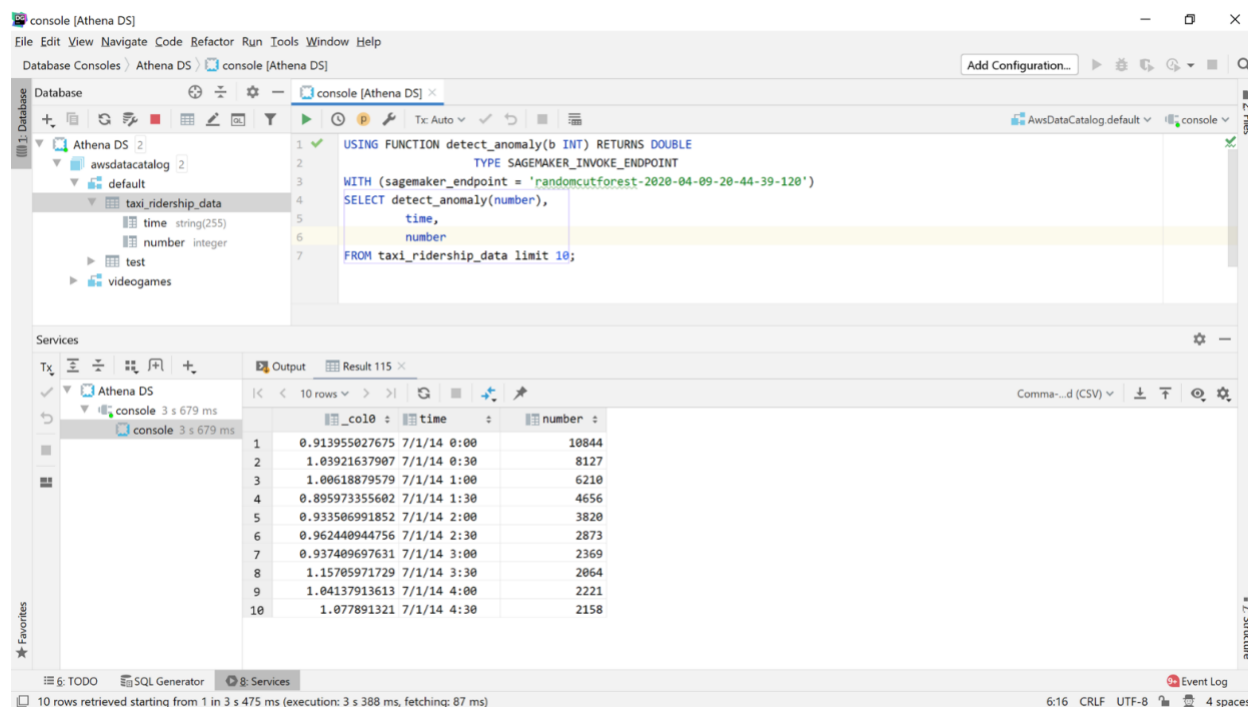 console [Athena DS]
File Edit View Navigate Code Refactor Run Tools Window Help
Database Consoles Athena DS console [Athena DS]
Add Configuration...
1: Database
Database
console [Athena DS]
Tx: Auto
AwsDataCatalog.default
console
Athena DS 2
awsdatacatalog 2
default
taxi_ridership_data
time string(255)
number integer
test
videogames
1 USING FUNCTION detect_anomaly(b INT) RETURNS DOUBLE
2 TYPE SAGEMAKER_INVOKE_ENDPOINT
3 WITH (sagemaker_endpoint = 'randomcutforest-2020-04-09-20-44-39-120')
4 SELECT detect_anomaly(number),
5 time,
6 number
7 FROM taxi_ridership_data limit 10;
Services
Tx
Athena DS
console 3 s 679 ms
console 3 s 679 ms
Output Result 115
10 rows
Comma-...d (CSV)
_col0 time number
1 0.913955027675 7/1/14 0:00 10844
2 1.03921637907 7/1/14 0:30 8127
3 1.00618879579 7/1/14 1:00 6210
4 0.895973355602 7/1/14 1:30 4656
5 0.933506991852 7/1/14 2:00 3820
6 0.962440944756 7/1/14 2:30 2873
7 0.937409697631 7/1/14 3:00 2369
8 1.15705971729 7/1/14 3:30 2064
9 1.04137913613 7/1/14 4:00 2221
10 1.077891321 7/1/14 4:30 2158
Favorites
6: TODO SQL Generator 8: Services
9+ Event Log
10 rows retrieved starting from 1 in 3 s 475 ms (execution: 3 s 388 ms, fetching: 87 ms)
6:16 CRLF UTF-8 4 spaces